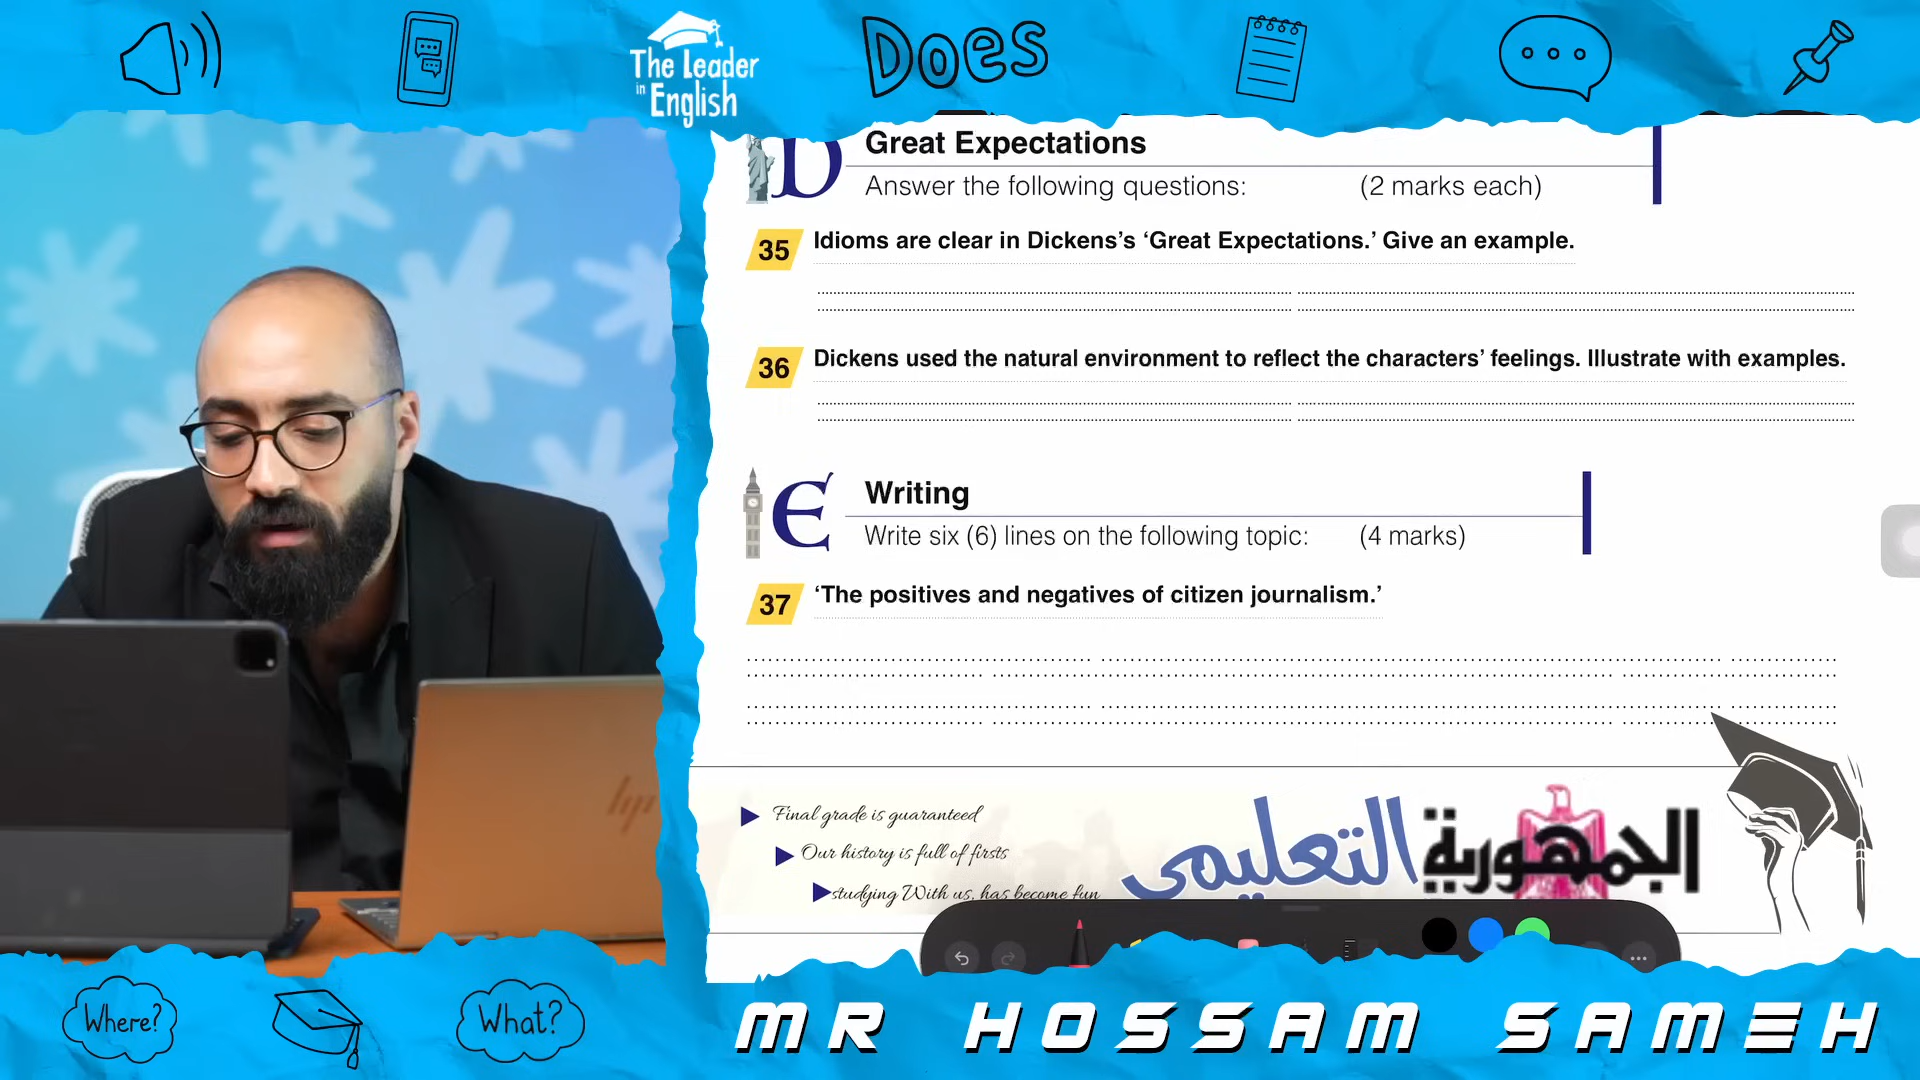 The Leader
in
English
Does
D
Great Expectations
Answer the following questions: (2 marks each)
35 Idioms are clear in Dickens’s ‘Great Expectations.’ Give an example.
36 Dickens used the natural environment to reflect the characters’ feelings. Illustrate with examples.
E
Writing
Write six (6) lines on the following topic: (4 marks)
37 ‘The positives and negatives of citizen journalism.’
Final grade is guaranteed
Our history is full of firsts
studying With us, has become fun
الجمهورية التعليمى
hp
Where?
What?
MR HOSSAM SAMEH